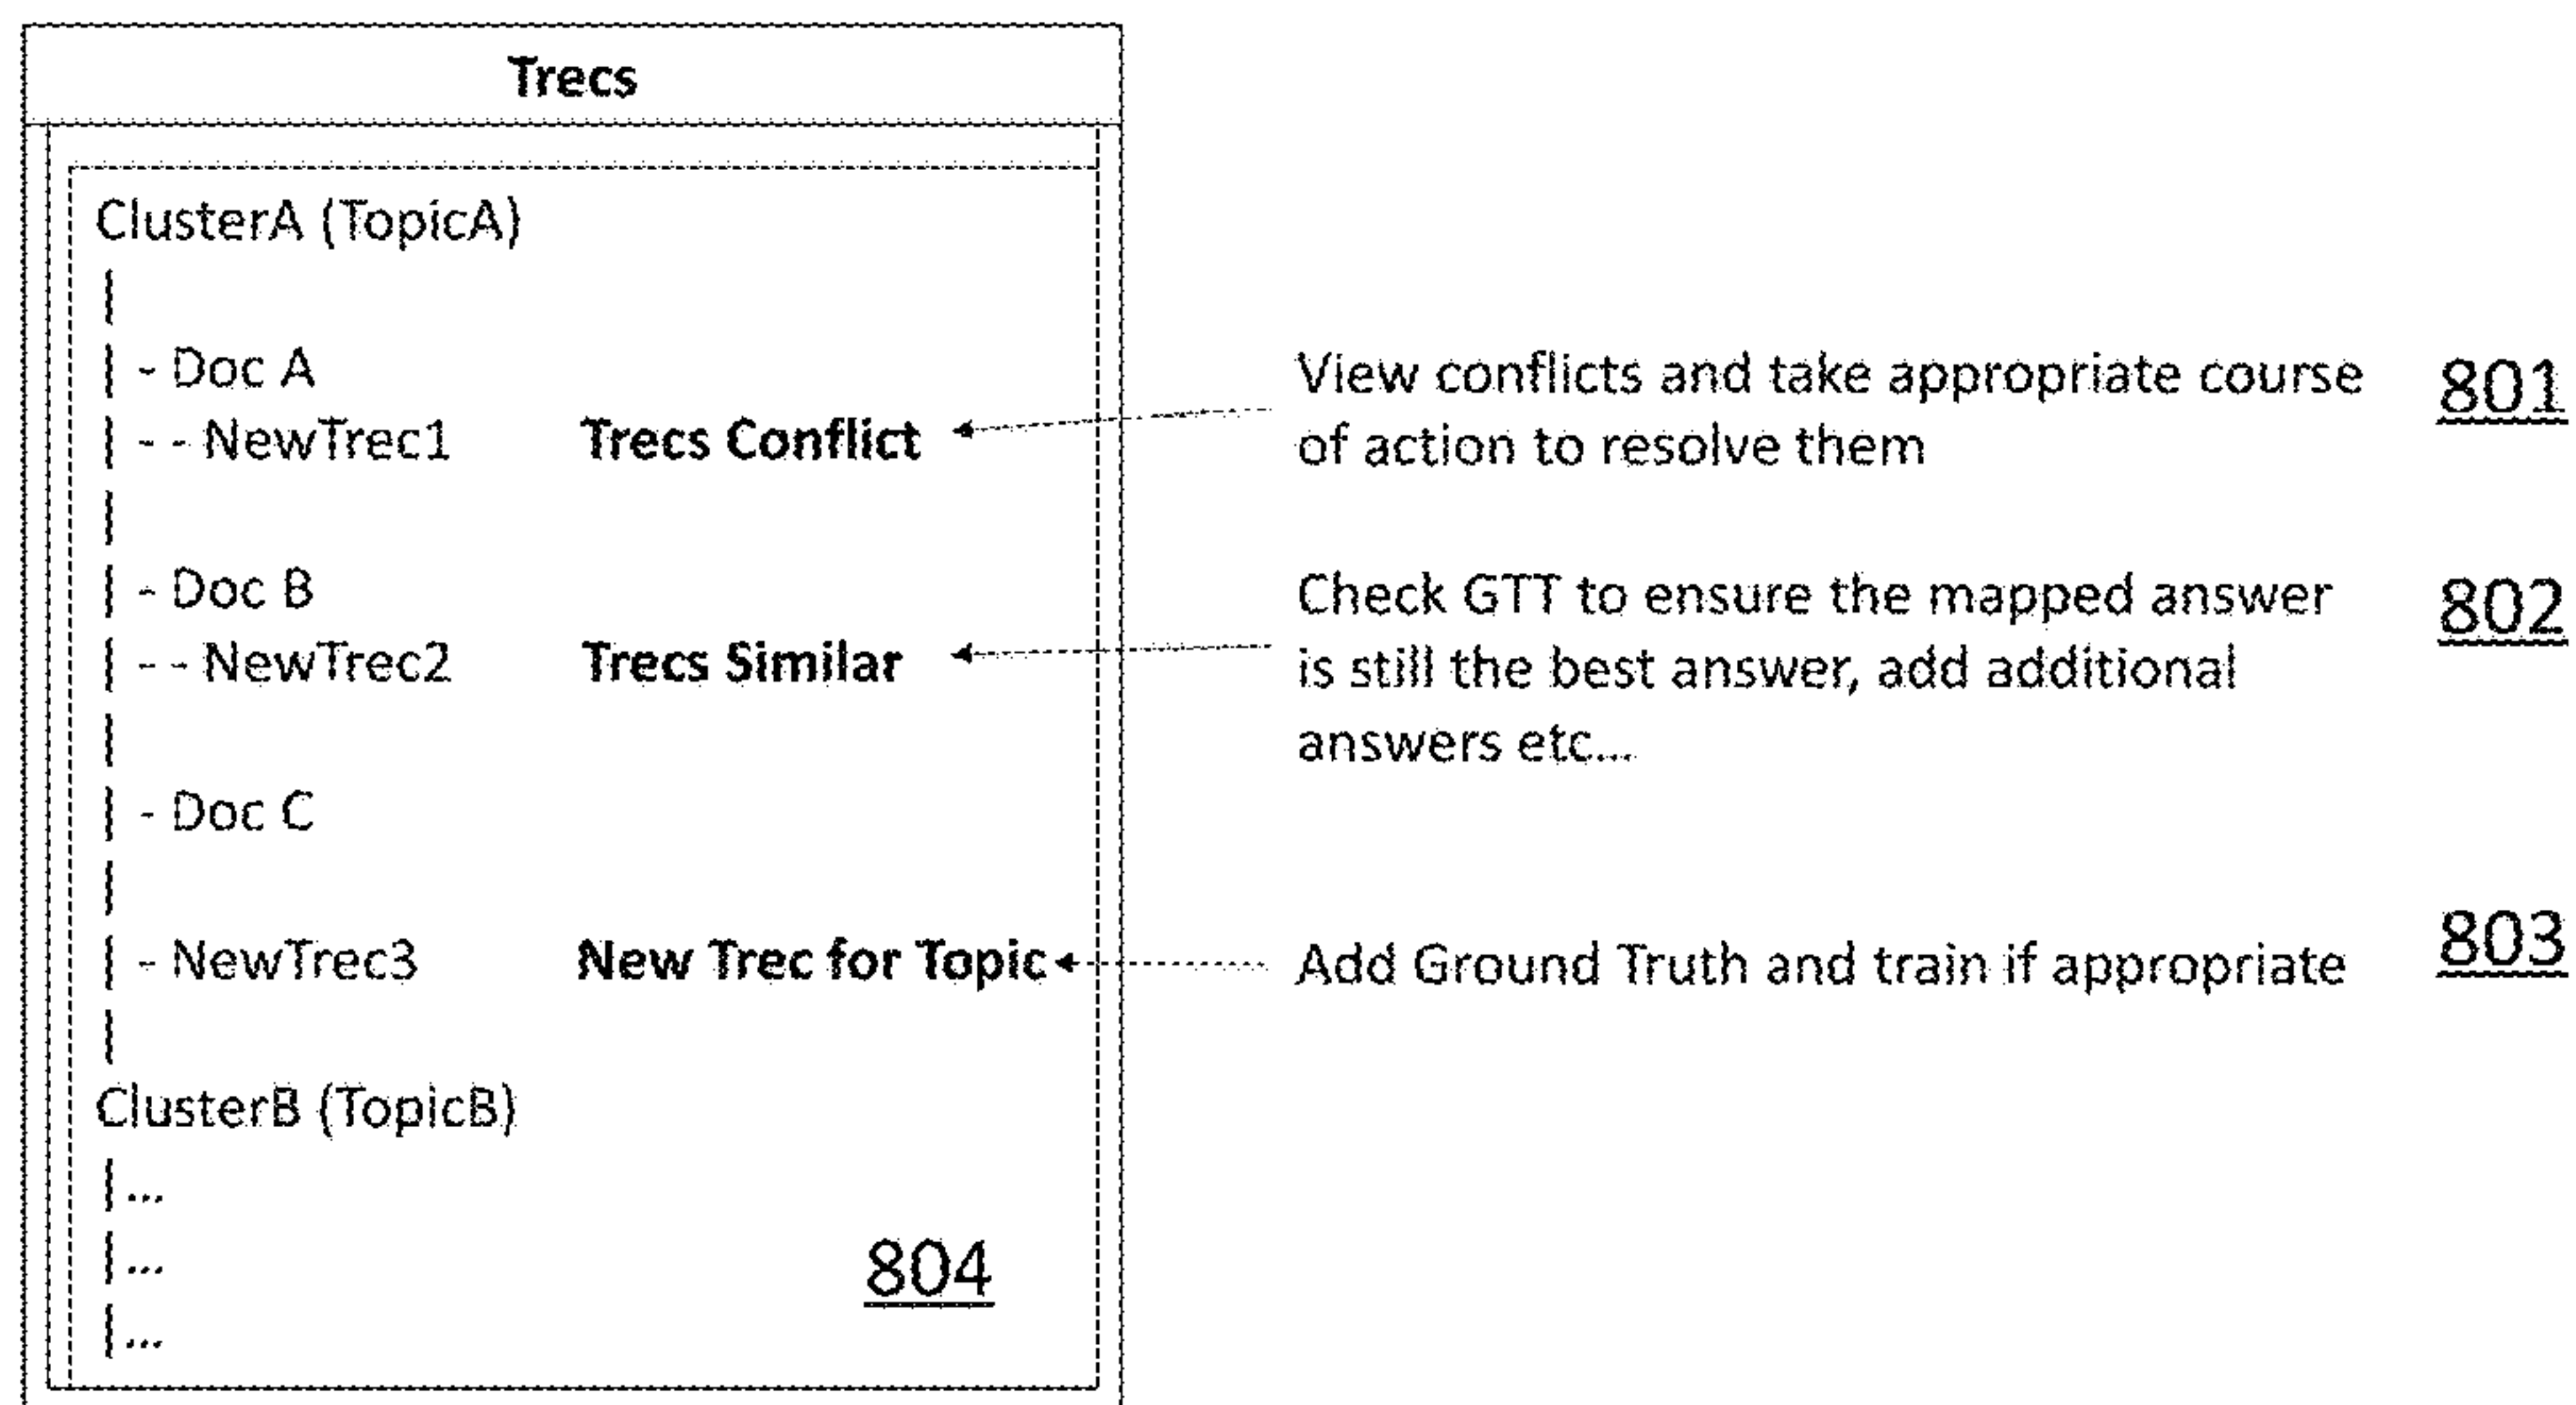 Trecs
ClusterA (TopicA)
|
| - Doc A
| - - NewTrec1 Trecs Conflict
|
| - Doc B
| - - NewTrec2 Trecs Similar
|
| - Doc C
|
| - NewTrec3 New Trec for Topic
|
ClusterB (TopicB)
|...
|...
|...
804
View conflicts and take appropriate course
of action to resolve them
801
Check GTT to ensure the mapped answer
is still the best answer, add additional
answers etc...
802
Add Ground Truth and train if appropriate
803